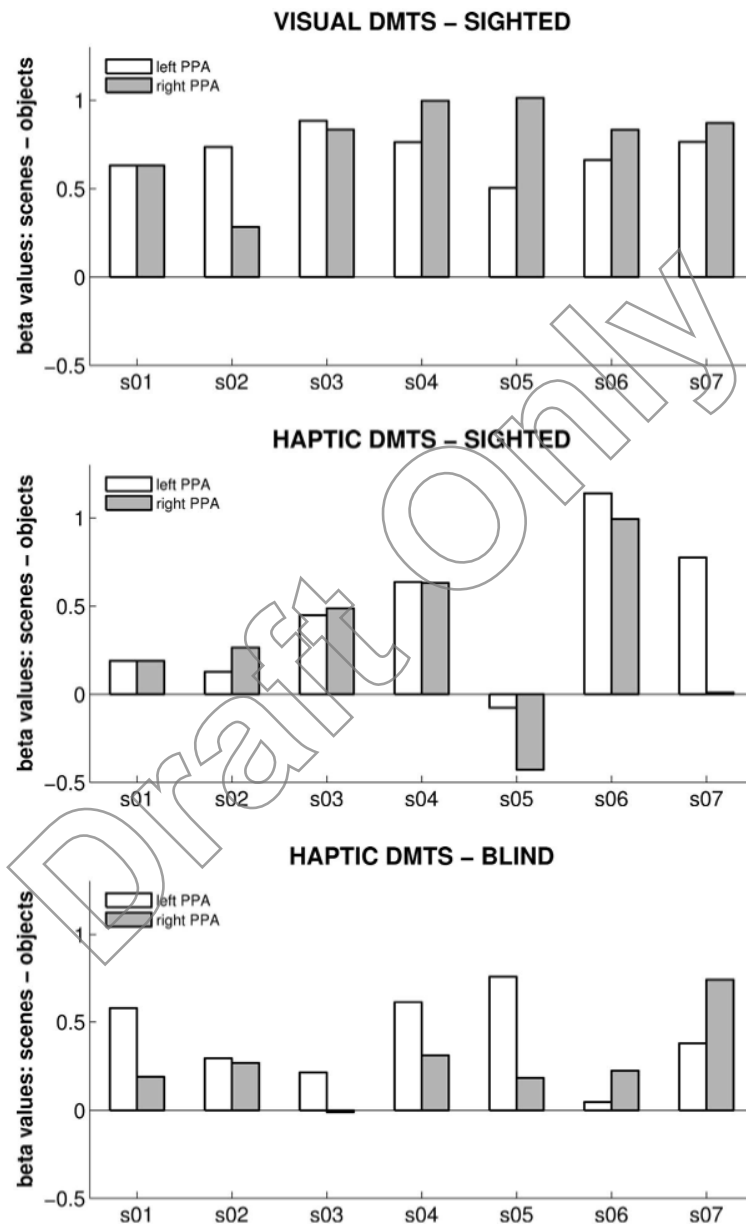 VISUAL DMTS – SIGHTED
beta values: scenes – objects
left PPA
right PPA
1
0.5
0
−0.5
s01 s02 s03 s04 s05 s06 s07
HAPTIC DMTS – SIGHTED
beta values: scenes – objects
left PPA
right PPA
1
0.5
0
−0.5
s01 s02 s03 s04 s05 s06 s07
HAPTIC DMTS – BLIND
beta values: scenes – objects
left PPA
right PPA
1
0.5
0
−0.5
s01 s02 s03 s04 s05 s06 s07
Draft Only